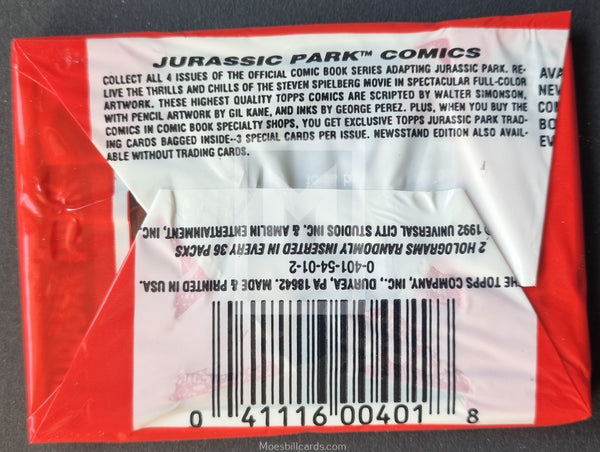 JURASSIC PARK™ COMICS
COLLECT ALL 4 ISSUES OF THE OFFICIAL COMIC BOOK SERIES ADAPTING JURASSIC PARK. RE-
LIVE THE THRILLS AND CHILLS OF THE STEVEN SPIELBERG MOVIE IN SPECTACULAR FULL-COLOR
ARTWORK. THESE HIGHEST QUALITY TOPPS COMICS ARE SCRIPTED BY WALTER SIMONSON,
WITH PENCIL ARTWORK BY GIL KANE, AND INKS BY GEORGE PEREZ. PLUS, WHEN YOU BUY THE
COMICS IN COMIC BOOK SPECIALTY SHOPS, YOU GET EXCLUSIVE TOPPS JURASSIC PARK TRAD-
ING CARDS BAGGED INSIDE--3 SPECIAL CARDS PER ISSUE. NEWSSTAND EDITION ALSO AVAIL-
ABLE WITHOUT TRADING CARDS.
AVA
NEW
CO
BO
EV
© 1992 UNIVERSAL CITY STUDIOS INC. & AMBLIN ENTERTAINMENT, INC.
2 HOLOGRAMS RANDOMLY INSERTED IN EVERY 36 PACKS
0-401-54-01-2
THE TOPPS COMPANY, INC., DURYEA, PA 18642. MADE & PRINTED IN USA.
0 41116 00401 8
Moesbillcards.com